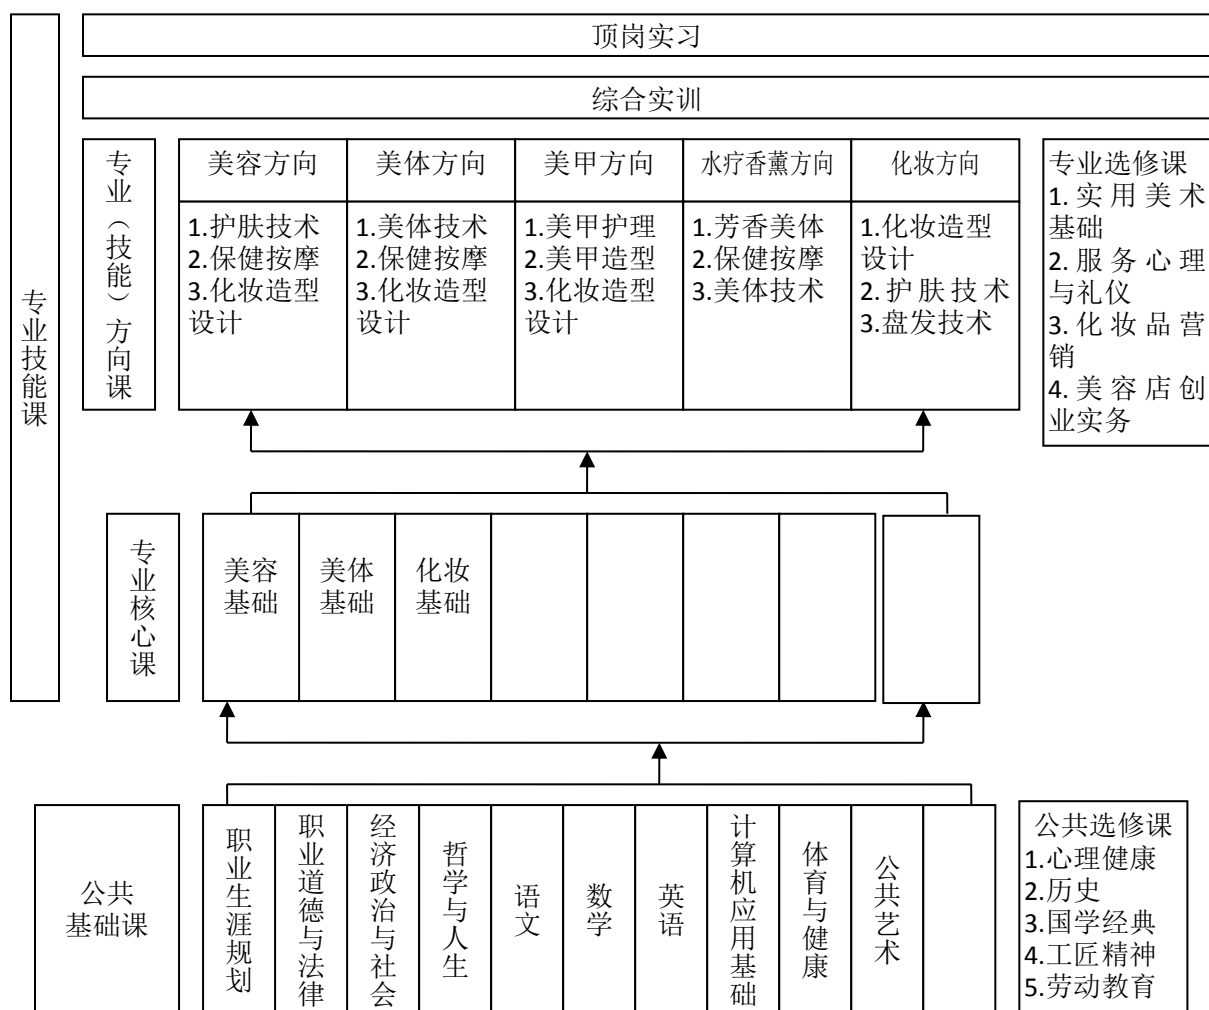 顶岗实习
综合实训
专业技能课
专业（技能）方向课
美容方向
1.护肤技术
2.保健按摩
3.化妆造型
设计
美体方向
1.美体技术
2.保健按摩
3.化妆造型
设计
美甲方向
1.美甲护理
2.美甲造型
3.化妆造型
设计
水疗香薰方向
1.芳香美体
2.保健按摩
3.美体技术
化妆方向
1.化妆造型
设计
2.护肤技术
3.盘发技术
专业选修课
1.实用美术
基础
2.服务心理
与礼仪
3.化妆品营
销
4.美容店创
业实务
专业核心课
美容
基础
美体
基础
化妆
基础
公共
基础课
职业生涯规划
职业道德与法律
经济政治与社会
哲学与人生
语文
数学
英语
计算机应用基础
体育与健康
公共艺术
公共选修课
1.心理健康
2.历史
3.国学经典
4.工匠精神
5.劳动教育